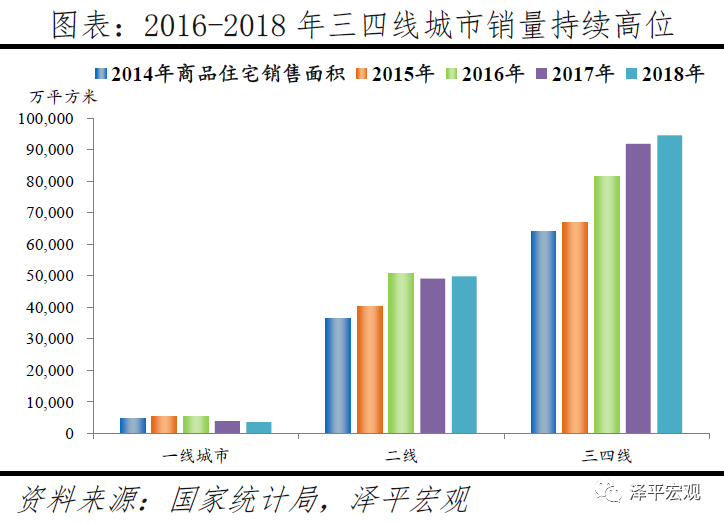 图表：2016-2018 年三四线城市销量持续高位
2014年商品住宅销售面积 2015年 2016年 2017年 2018年
万平方米
100,000
90,000
80,000
70,000
60,000
50,000
40,000
30,000
20,000
10,000
0
一线城市 二线 三四线
资料来源：国家统计局，泽平宏观
泽平宏观